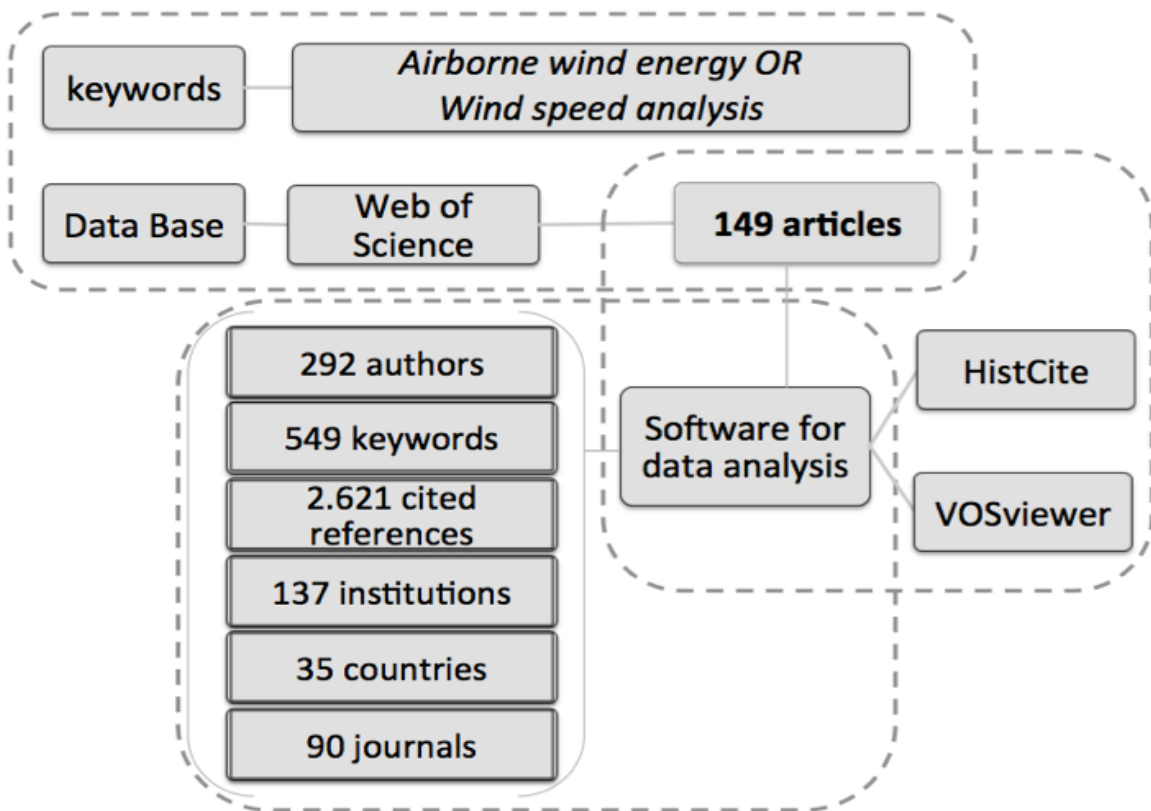 keywords
Airborne wind energy OR
Wind speed analysis
Data Base
Web of
Science
149 articles
292 authors
549 keywords
2.621 cited
references
137 institutions
35 countries
90 journals
Software for
data analysis
HistCite
VOSviewer